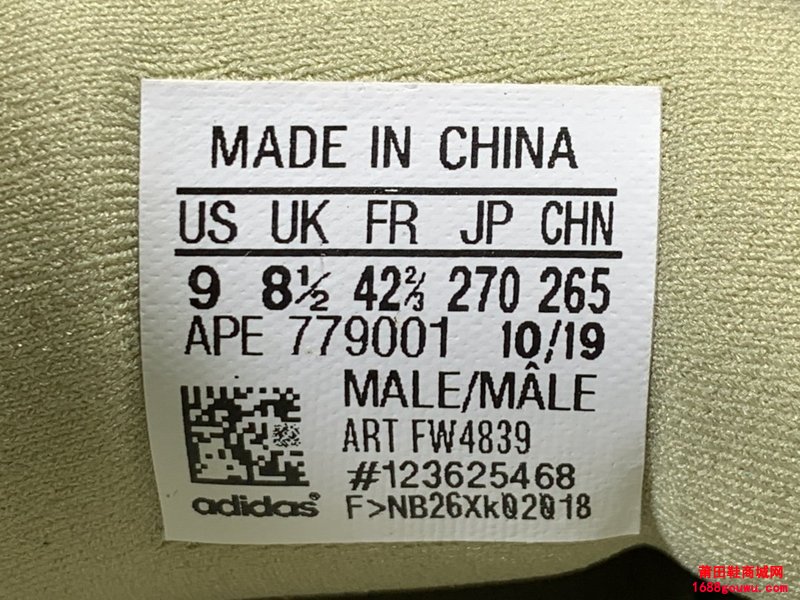 MADE IN CHINA
US UK FR JP CHN
9 8½ 42⅔ 270 265
APE 779001 10/19
MALE/MÂLE
ART FW4839
#123625468
adidas® F>NB26Xk02018
莆田鞋商城网
1688gouwu.com